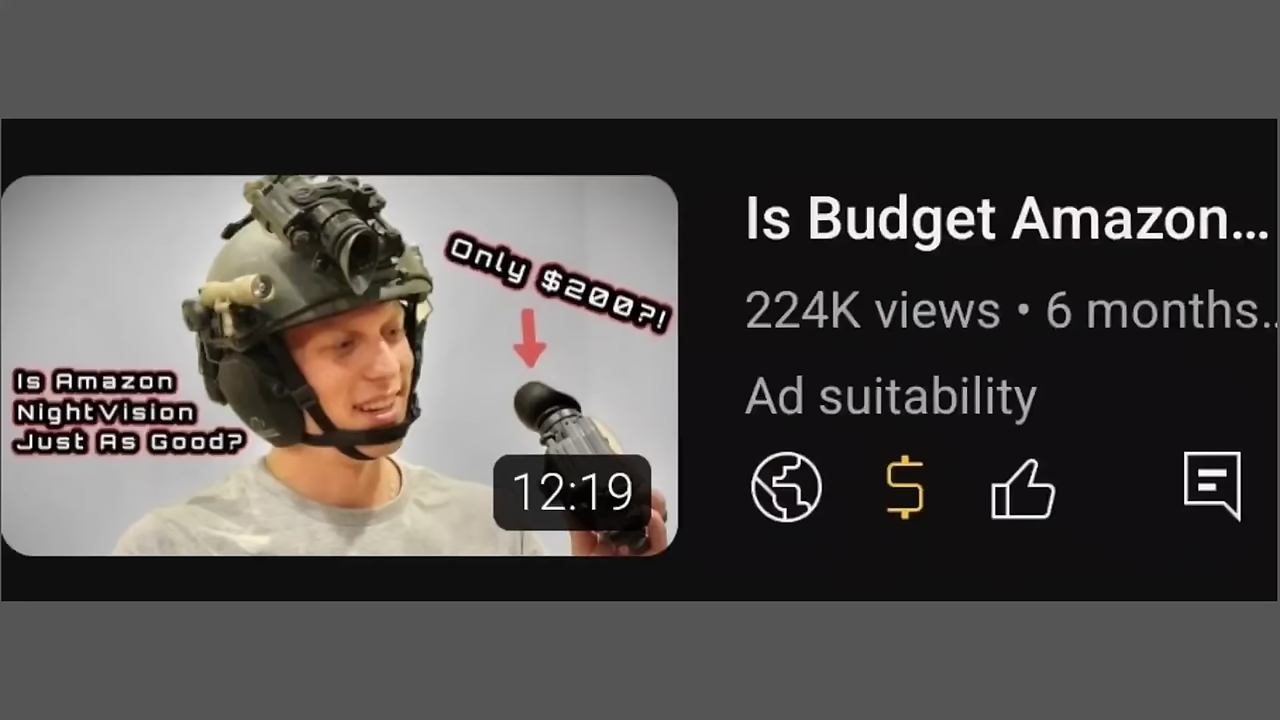 Only $200?!
Is Amazon
NightVision
Just As Good?
12:19
Is Budget Amazon...
224K views • 6 months..
Ad suitability